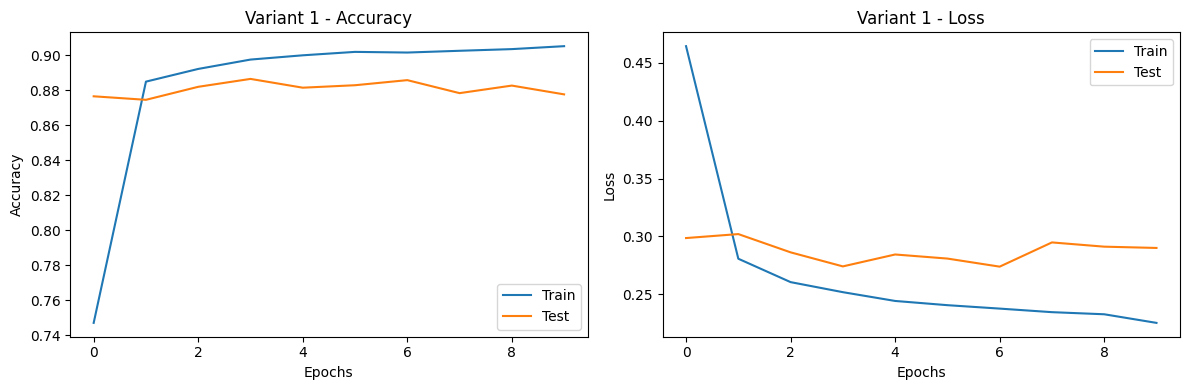 Variant 1 - Accuracy
Accuracy
0.90
0.88
0.86
0.84
0.82
0.80
0.78
0.76
0.74
0 2 4 6 8
Epochs
Train
Test
Variant 1 - Loss
Loss
0.45
0.40
0.35
0.30
0.25
0 2 4 6 8
Epochs
Train
Test